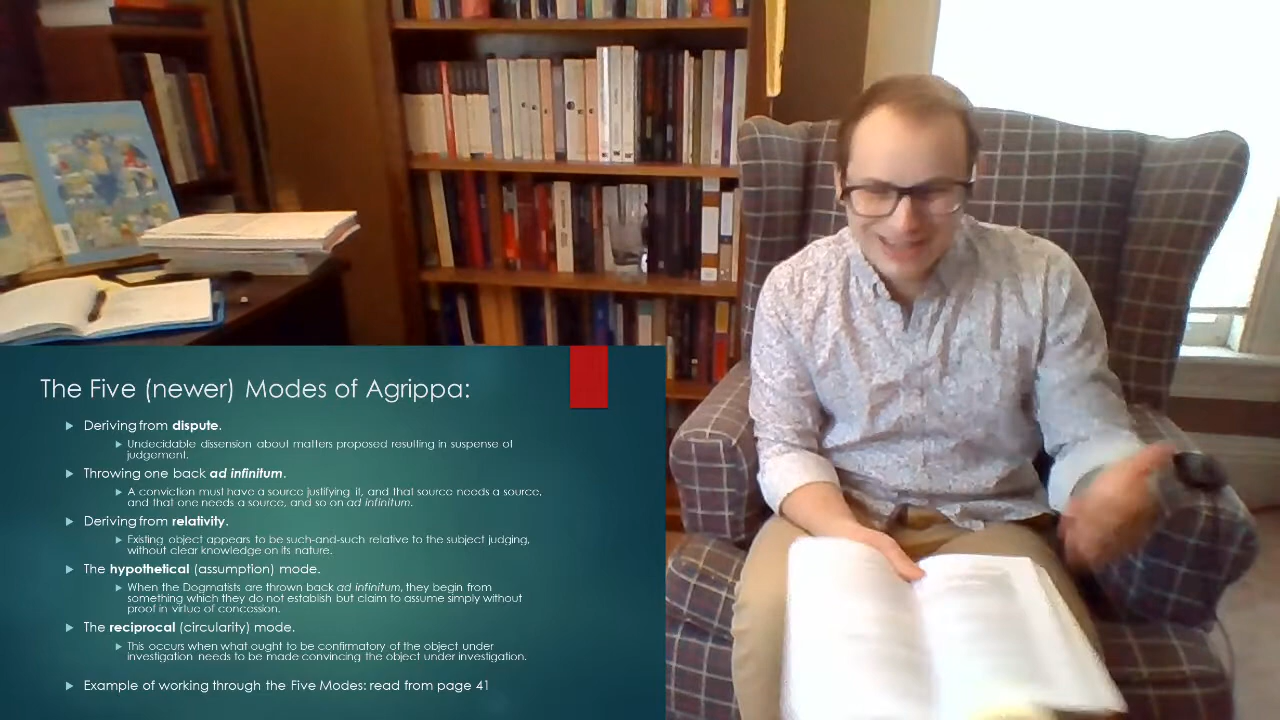 The Five (newer) Modes of Agrippa:
Deriving from dispute.
Undecidable dissension about matters proposed resulting in suspense of
judgement.
Throwing one back ad infinitum.
A conviction must have a source justifying it, and that source needs a source,
and that one needs a source, and so on ad infinitum.
Deriving from relativity.
Existing object appears to be such-and-such relative to the subject judging,
without clear knowledge on its nature.
The hypothetical (assumption) mode.
When the Dogmatists are thrown back ad infinitum, they begin from
something which they do not establish but claim to assume simply without
proof in virtue of concession.
The reciprocal (circularity) mode.
This occurs when what ought to be confirmatory of the object under
investigation needs to be made convincing the object under investigation.
Example of working through the Five Modes: read from page 41